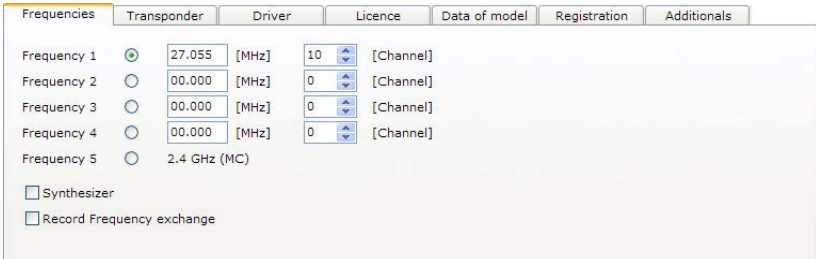 Frequencies Transponder Driver Licence Data of model Registration Additionals
Frequency 1 27.055 [MHz] 10 [Channel]
Frequency 2 00.000 [MHz] 0 [Channel]
Frequency 3 00.000 [MHz] 0 [Channel]
Frequency 4 00.000 [MHz] 0 [Channel]
Frequency 5 2.4 GHz (MC)
Synthesizer
Record Frequency exchange